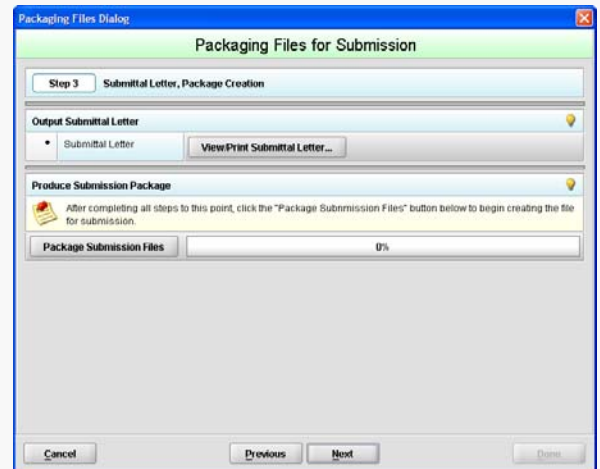 Packaging Files Dialog
Packaging Files for Submission
Step 3 Submittal Letter, Package Creation
Output Submittal Letter
• Submittal Letter View/Print Submittal Letter...
Produce Submission Package
After completing all steps to this point, click the "Package Subnmission Files" button below to begin creating the file
for submission.
Package Submission Files 0%
Cancel Previous Next Done